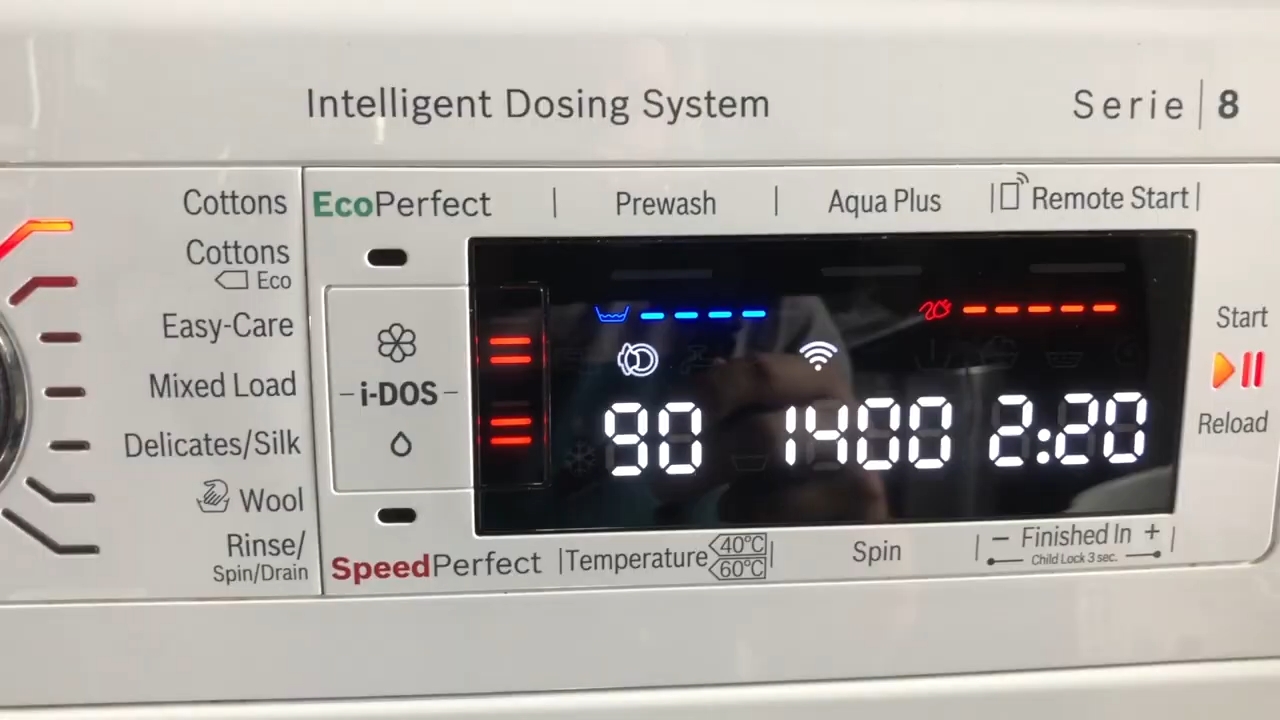 Intelligent Dosing System
Serie | 8
Cottons
Cottons
Eco
Easy-Care
Mixed Load
Delicates/Silk
Wool
Rinse/
Spin/Drain
EcoPerfect | Prewash | Aqua Plus | Remote Start |
i-DOS
90 1400 2:20
Start
Reload
SpeedPerfect | Temperature 40°C 60°C | Spin | − Finished In + |
Child Lock 3 sec.